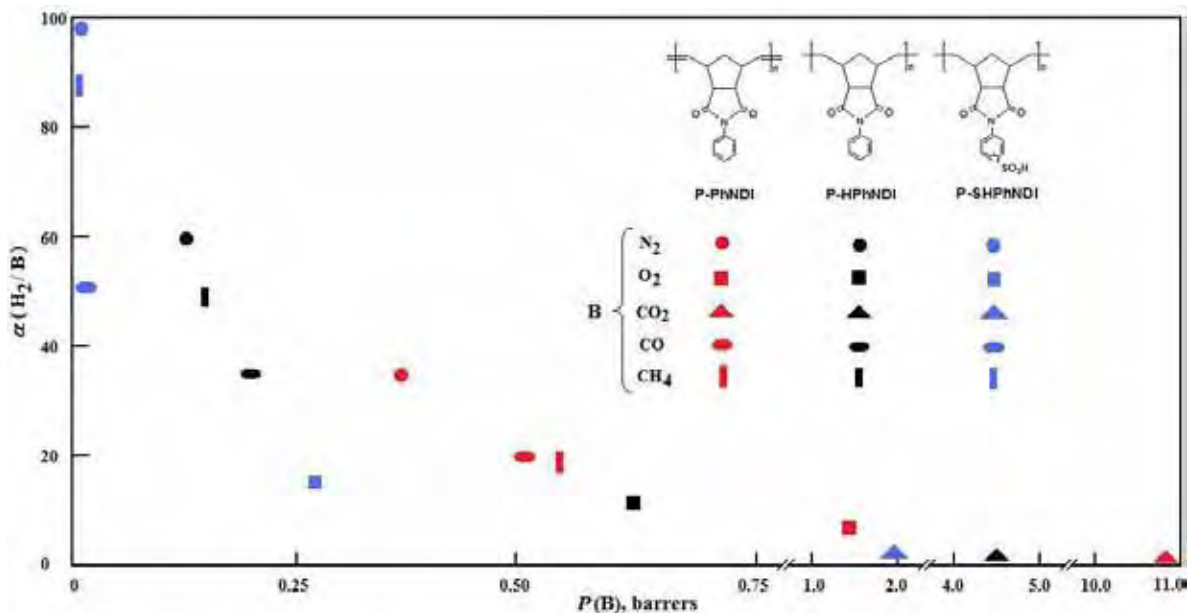 100
80
60
40
20
0
α ( H2 / B )
0
0.25
0.50
0.75
1.0
2.0
4.0
5.0
10.0
11.0
P (B), barrers
n
n
n
O
N
O
O
N
O
O
N
O
SO3H
P-PhNDI
P-HPhNDI
P-SHPhNDI
B
N2
O2
CO2
CO
CH4